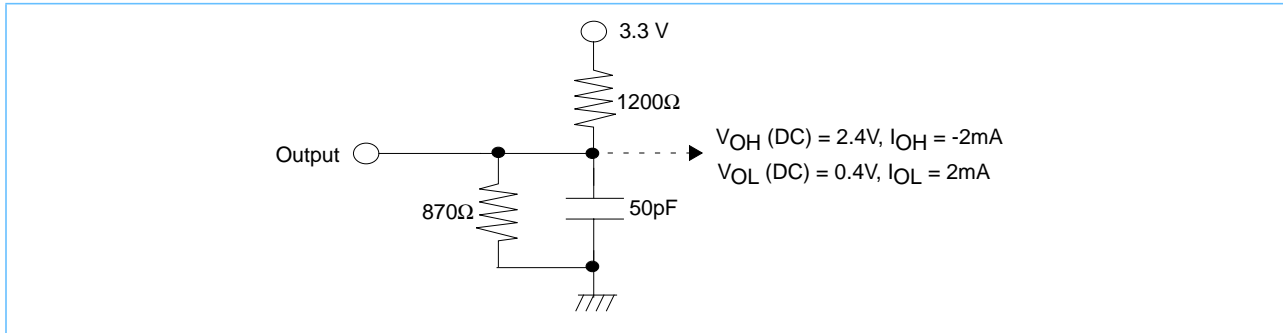 3.3 V
1200Ω
Output
VOH (DC) = 2.4V, IOH = -2mA
VOL (DC) = 0.4V, IOL = 2mA
870Ω
50pF